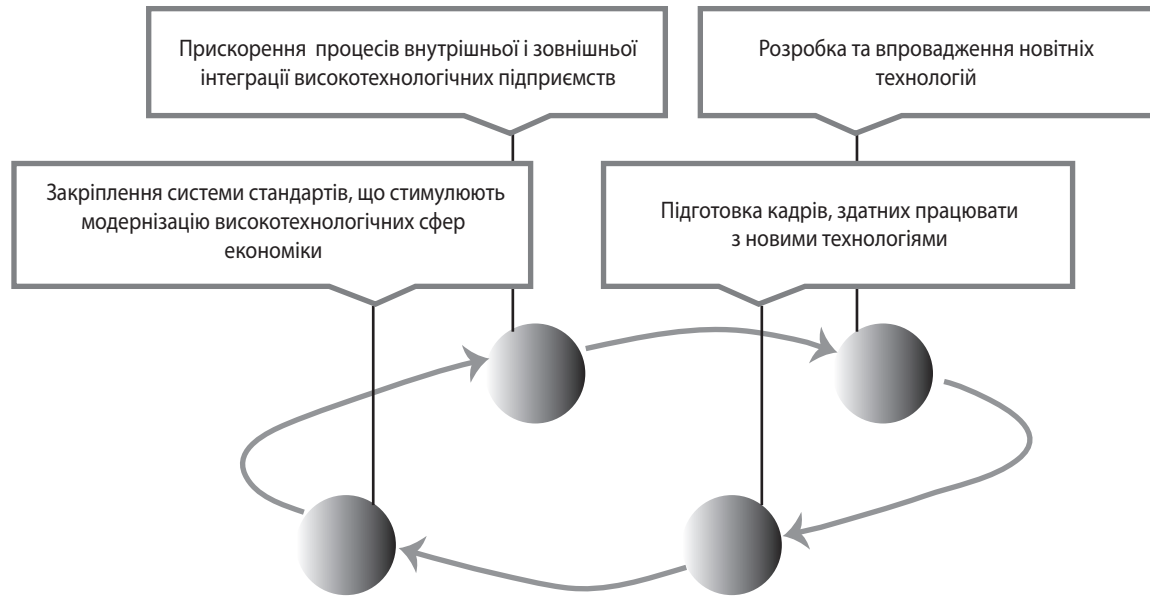 Прискорення процесів внутрішньої і зовнішньої
інтеграції високотехнологічних підприємств
Розробка та впровадження новітніх
технологій
Закріплення системи стандартів, що стимулюють
модернізацію високотехнологічних сфер
економіки
Підготовка кадрів, здатних працювати
з новими технологіями